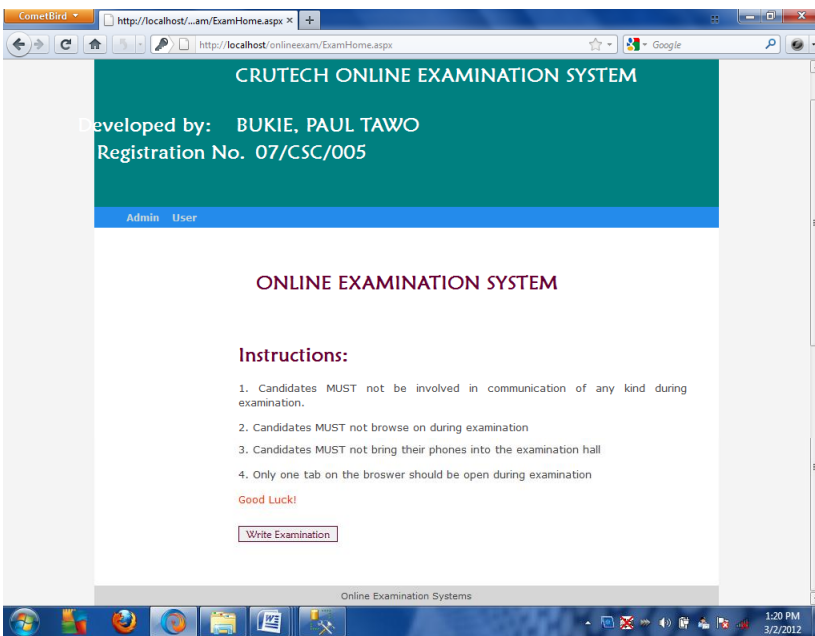 CometBird
http://localhost/...am/ExamHome.aspx
http://localhost/onlineexam/ExamHome.aspx
Google
CRUTECH ONLINE EXAMINATION SYSTEM
Developed by: BUKIE, PAUL TAWO
Registration No. 07/CSC/005
Admin User
ONLINE EXAMINATION SYSTEM
Instructions:
1. Candidates MUST not be involved in communication of any kind during
examination.
2. Candidates MUST not browse on during examination
3. Candidates MUST not bring their phones into the examination hall
4. Only one tab on the broswer should be open during examination
Good Luck!
Write Examination
Online Examination Systems
1:20 PM
3/2/2012